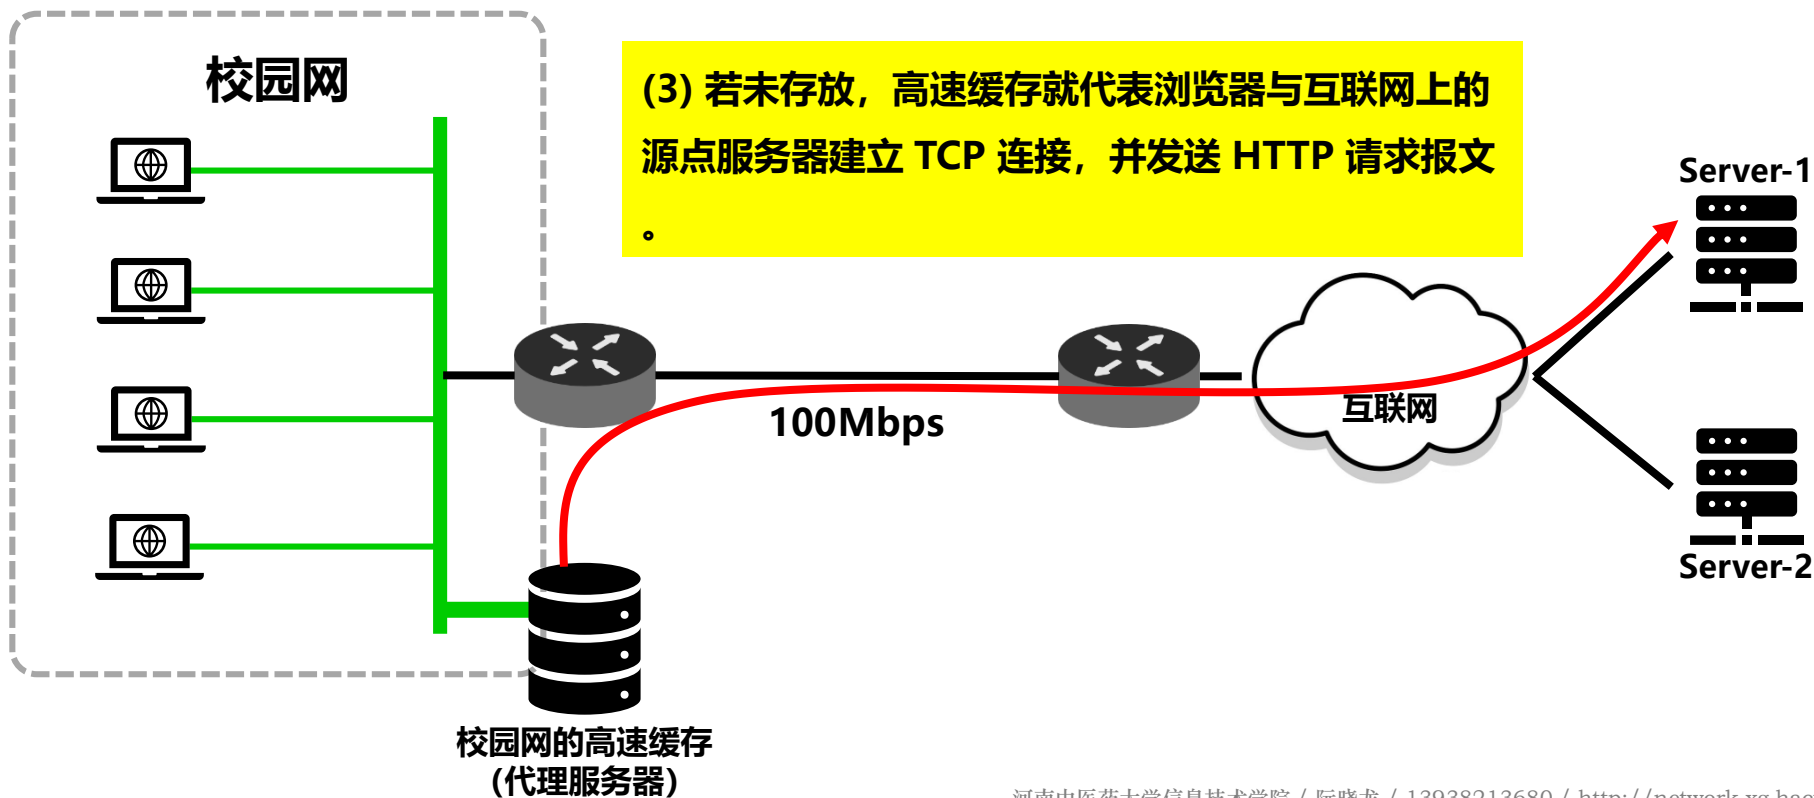 校园网
(3) 若未存放，高速缓存就代表浏览器与互联网上的
源点服务器建立 TCP 连接，并发送 HTTP 请求报文
。
Server-1
100Mbps
互联网
Server-2
校园网的高速缓存
(代理服务器)